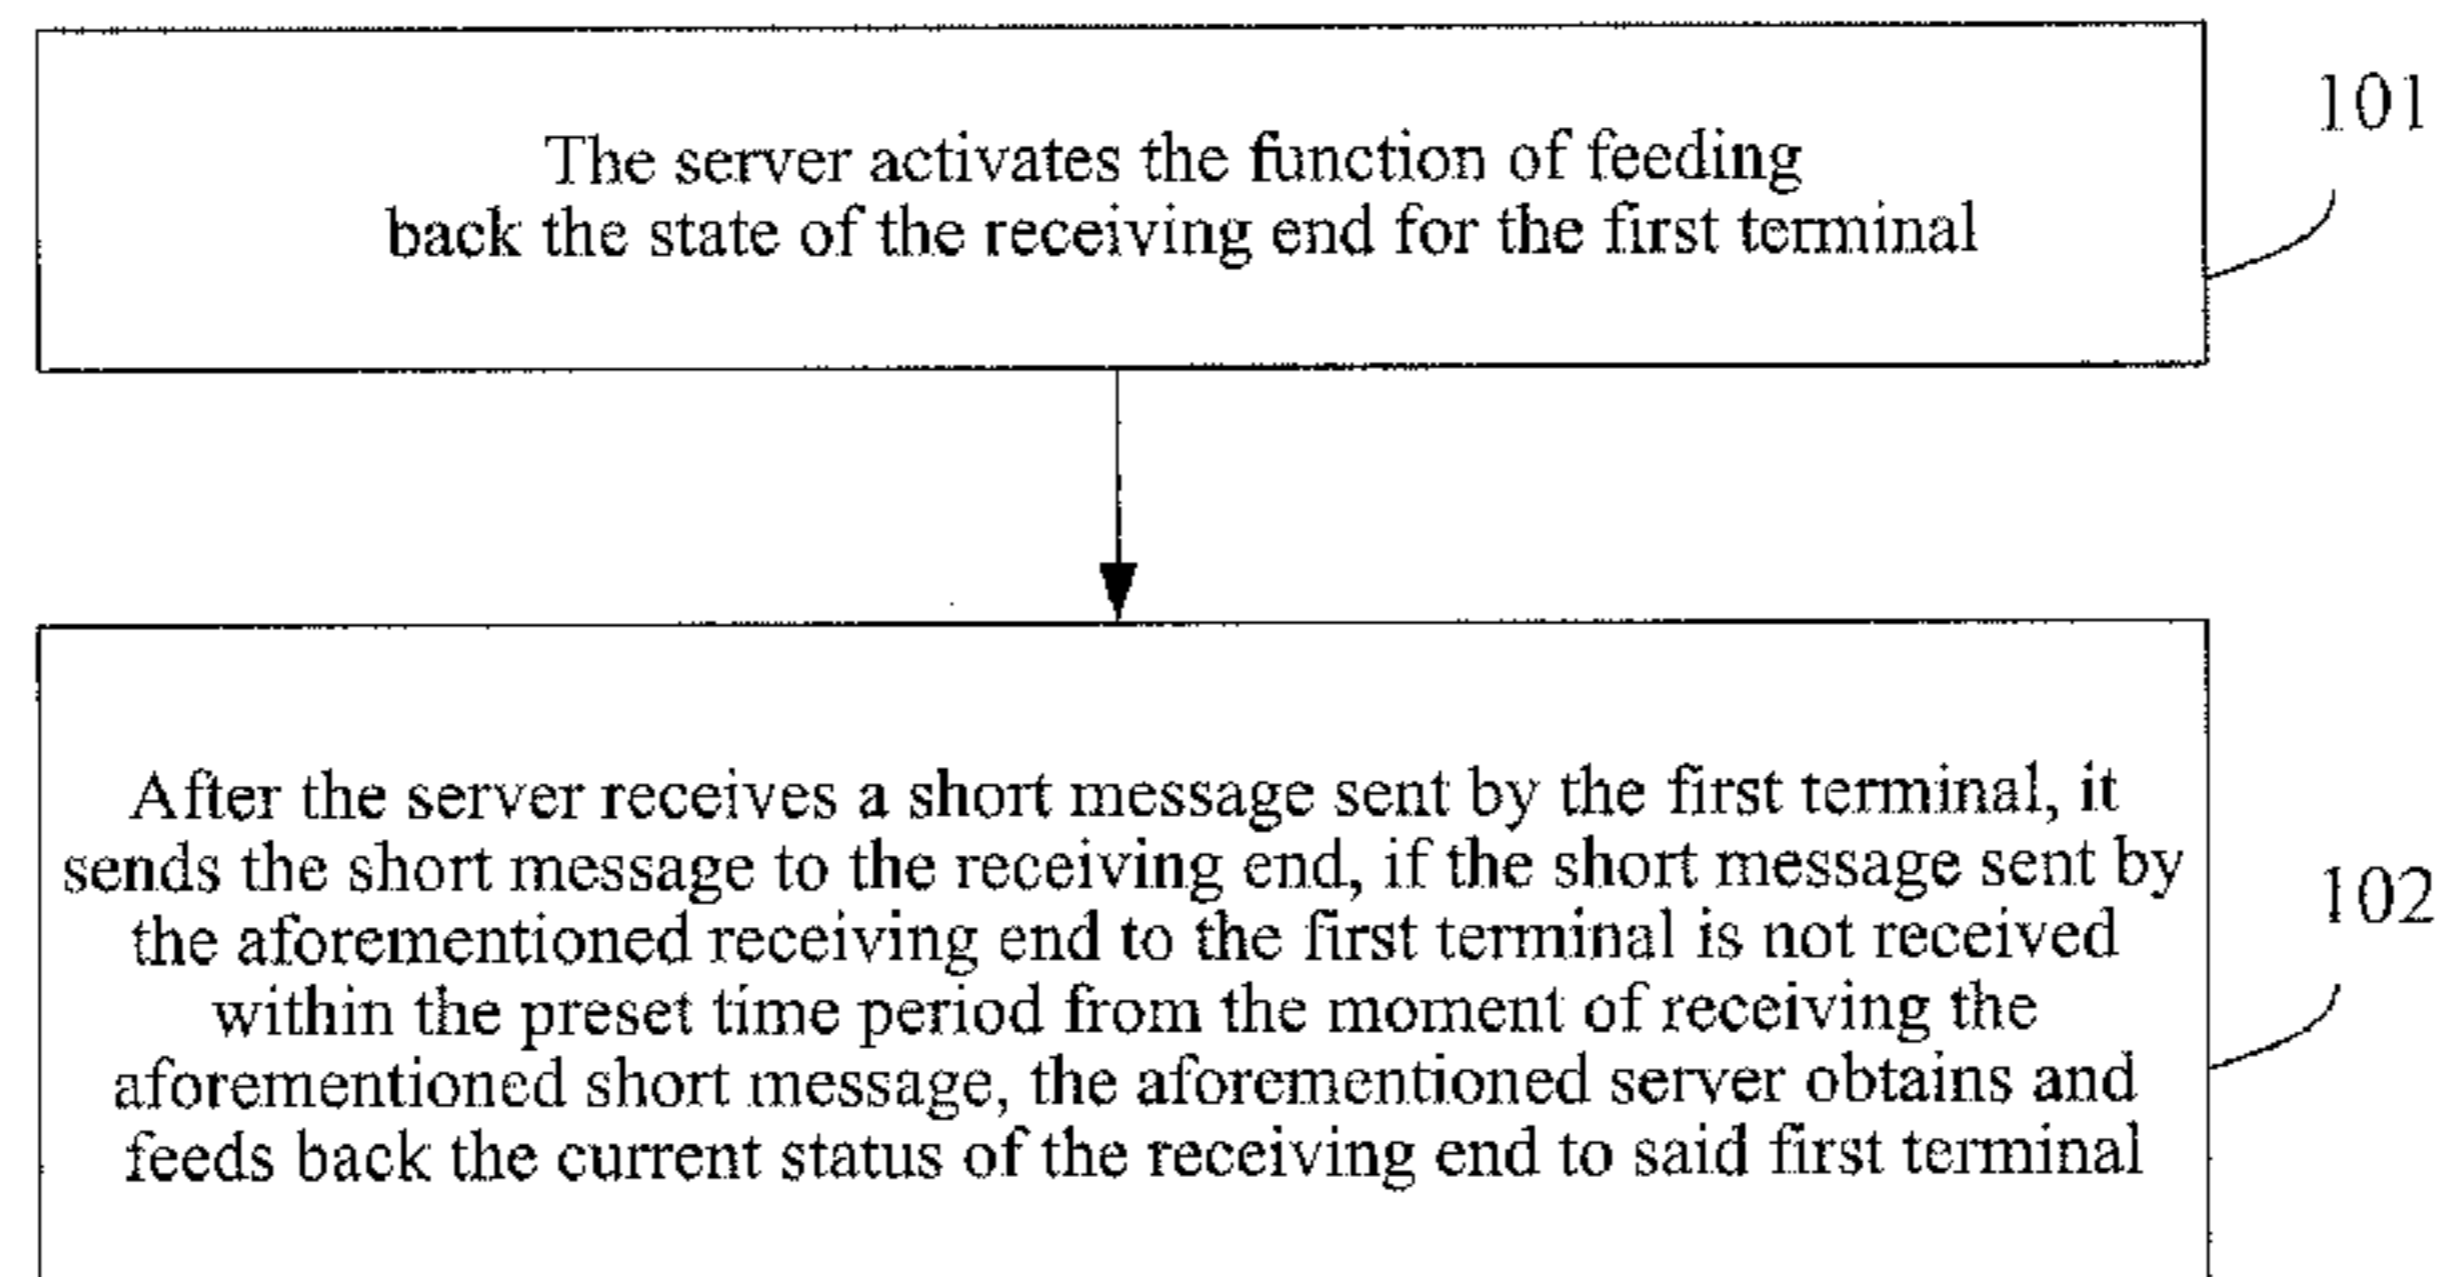 The server activates the function of feeding
back the state of the receiving end for the first terminal
101
After the server receives a short message sent by the first terminal, it
sends the short message to the receiving end, if the short message sent by
the aforementioned receiving end to the first terminal is not received
within the preset time period from the moment of receiving the
aforementioned short message, the aforementioned server obtains and
feeds back the current status of the receiving end to said first terminal
102